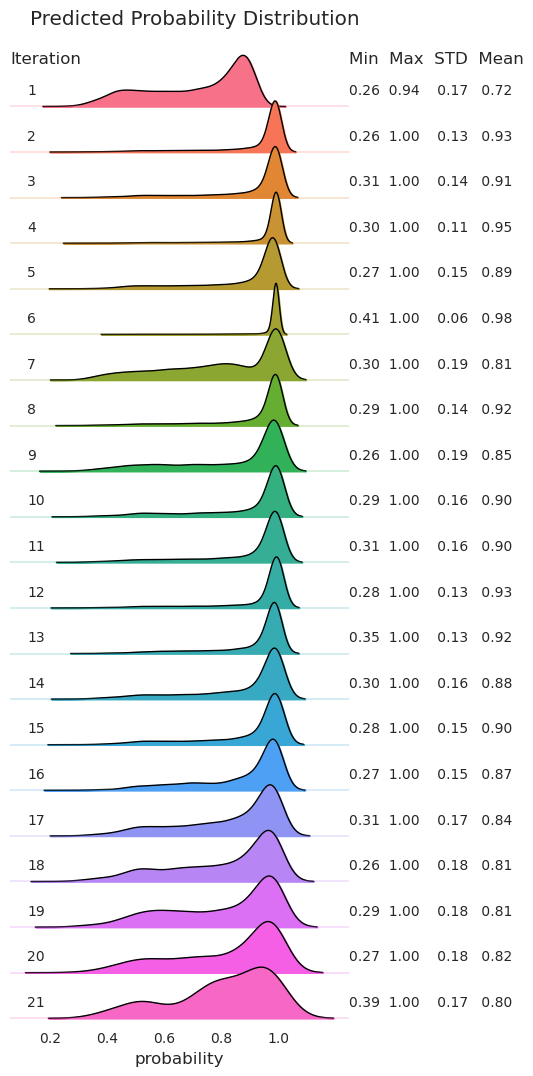 Predicted Probability Distribution
Iteration Min Max STD Mean
1 0.26 0.94 0.17 0.72
2 0.26 1.00 0.13 0.93
3 0.31 1.00 0.14 0.91
4 0.30 1.00 0.11 0.95
5 0.27 1.00 0.15 0.89
6 0.41 1.00 0.06 0.98
7 0.30 1.00 0.19 0.81
8 0.29 1.00 0.14 0.92
9 0.26 1.00 0.19 0.85
10 0.29 1.00 0.16 0.90
11 0.31 1.00 0.16 0.90
12 0.28 1.00 0.13 0.93
13 0.35 1.00 0.13 0.92
14 0.30 1.00 0.16 0.88
15 0.28 1.00 0.15 0.90
16 0.27 1.00 0.15 0.87
17 0.31 1.00 0.17 0.84
18 0.26 1.00 0.18 0.81
19 0.29 1.00 0.18 0.81
20 0.27 1.00 0.18 0.82
21 0.39 1.00 0.17 0.80
0.2 0.4 0.6 0.8 1.0
probability